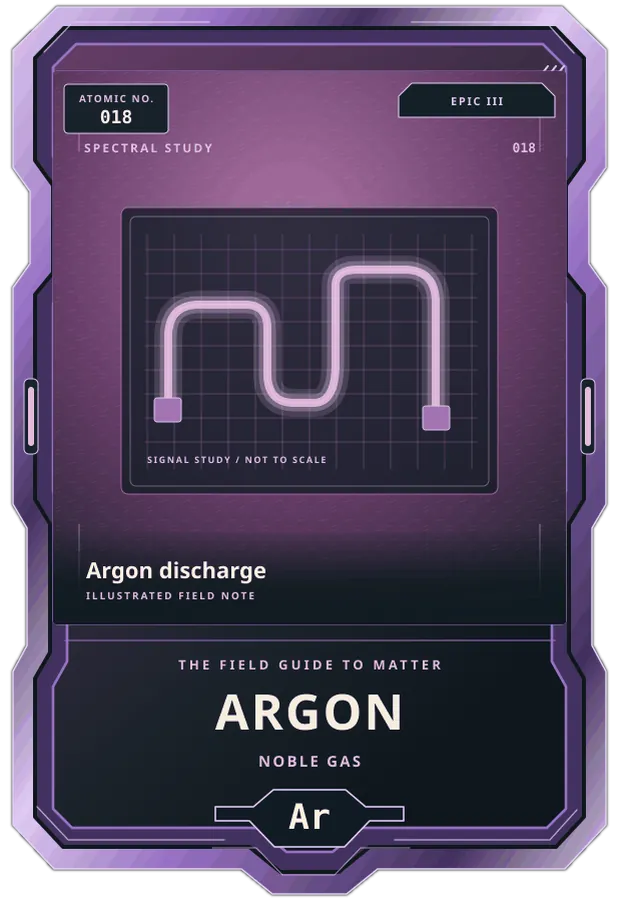 ATOMIC NO.
018
EPIC III
SPECTRAL STUDY
018
SIGNAL STUDY / NOT TO SCALE
Argon discharge
ILLUSTRATED FIELD NOTE
THE FIELD GUIDE TO MATTER
ARGON
NOBLE GAS
Ar